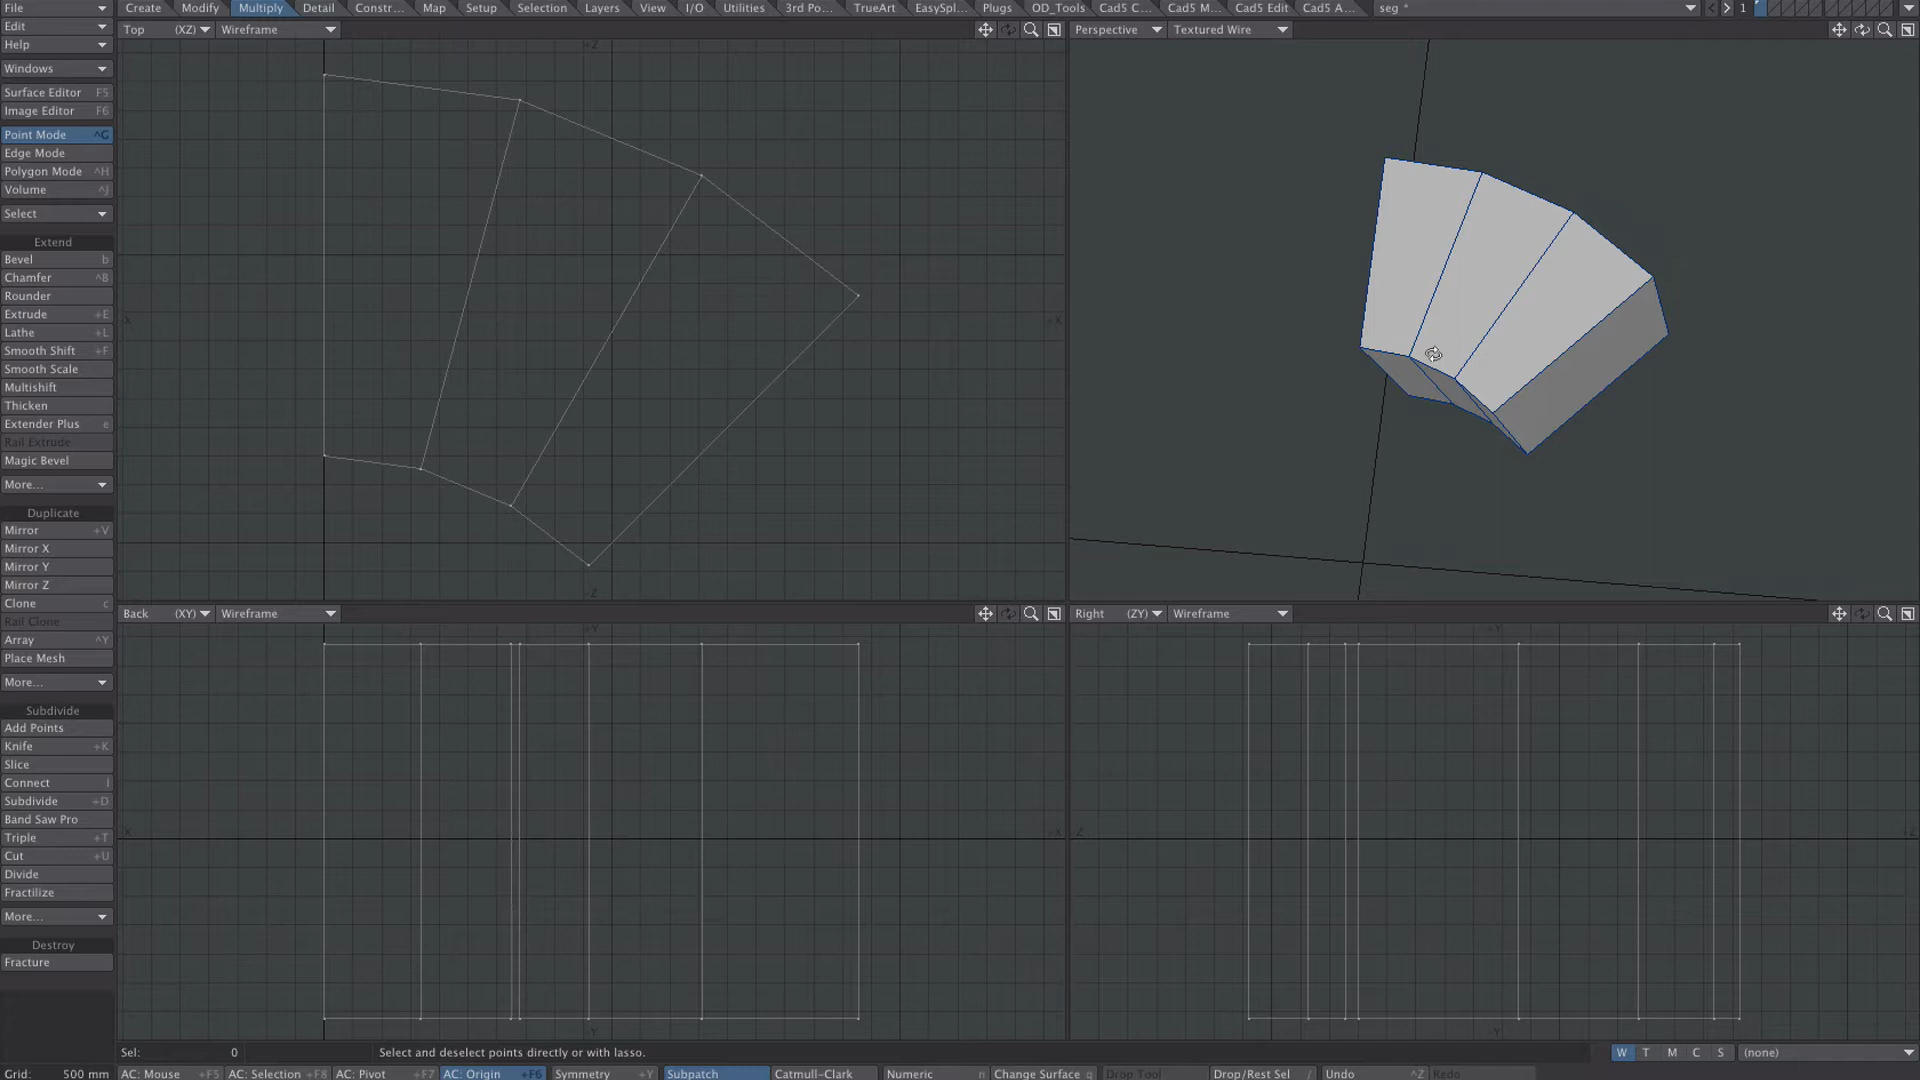 File Modify Multiply Detail Constr... Map Setup Selection Layers View I/O Utilities 3rd Po... TrueArt EasySpl... Plugs OD_Tools Cad5 C... Cad5 M... Cad5 Edit Cad5 A... seg * 1
Create
Edit
Help
Windows
Surface Editor F5
Image Editor F6
Point Mode ^G
Edge Mode
Polygon Mode ^H
Volume ^J
Select
Extend
Bevel b
Chamfer ^B
Rounder
Extrude +E
Lathe +L
Smooth Shift +F
Smooth Scale
Multishift
Thicken
Extender Plus e
Rail Extrude
Magic Bevel
More...
Duplicate
Mirror +V
Mirror X
Mirror Y
Mirror Z
Clone c
Rail Clone
Array ^Y
Place Mesh
More...
Subdivide
Add Points
Knife +K
Slice
Connect l
Subdivide +D
Band Saw Pro
Triple +T
Cut +U
Divide
Fractilize
More...
Destroy
Fracture
Top (XZ) Wireframe
Perspective Textured Wire
Back (XY) Wireframe
Right (ZY) Wireframe
Sel: 0 Select and deselect points directly or with lasso. W T M C S (none)
Grid: 500 mm AC: Mouse +F5 AC: Selection +F8 AC: Pivot +F7 AC: Origin +F6 Symmetry +Y Subpatch Catmull-Clark Numeric n Change Surface q Drop Tool Drop/Rest Sel / Undo ^Z Redo